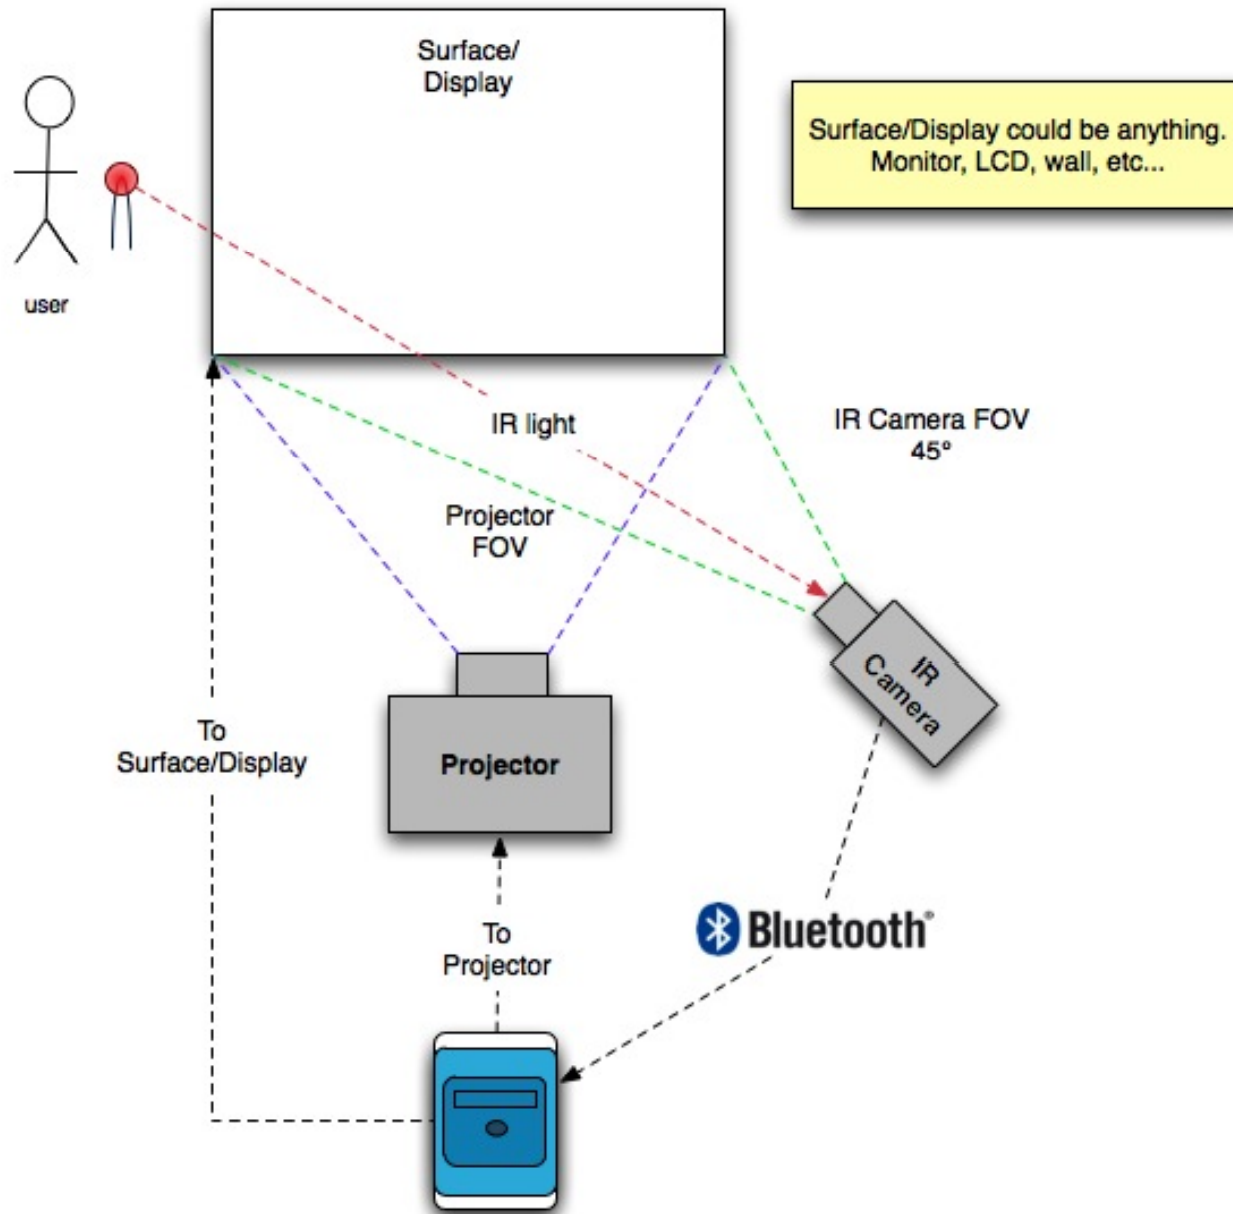 Surface/
Display
Surface/Display could be anything.
Monitor, LCD, wall, etc...
user
IR light
IR Camera FOV
45°
Projector
FOV
IR
Camera
To
Surface/Display
Projector
Bluetooth®
To
Projector